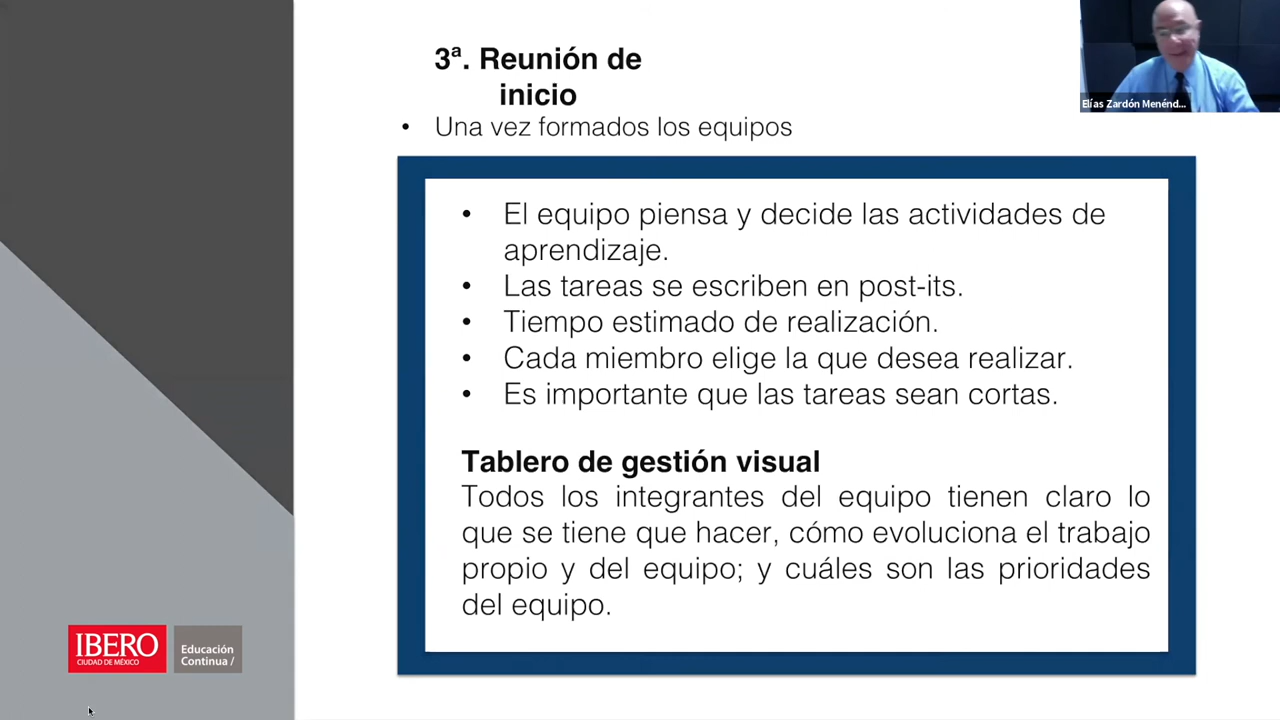 3ª. Reunión de
inicio
• Una vez formados los equipos
• El equipo piensa y decide las actividades de
aprendizaje.
• Las tareas se escriben en post-its.
• Tiempo estimado de realización.
• Cada miembro elige la que desea realizar.
• Es importante que las tareas sean cortas.
Tablero de gestión visual
Todos los integrantes del equipo tienen claro lo
que se tiene que hacer, cómo evoluciona el trabajo
propio y del equipo; y cuáles son las prioridades
del equipo.
Elías Zardón Menénd...
IBERO
CIUDAD DE MÉXICO
Educación
Continua /